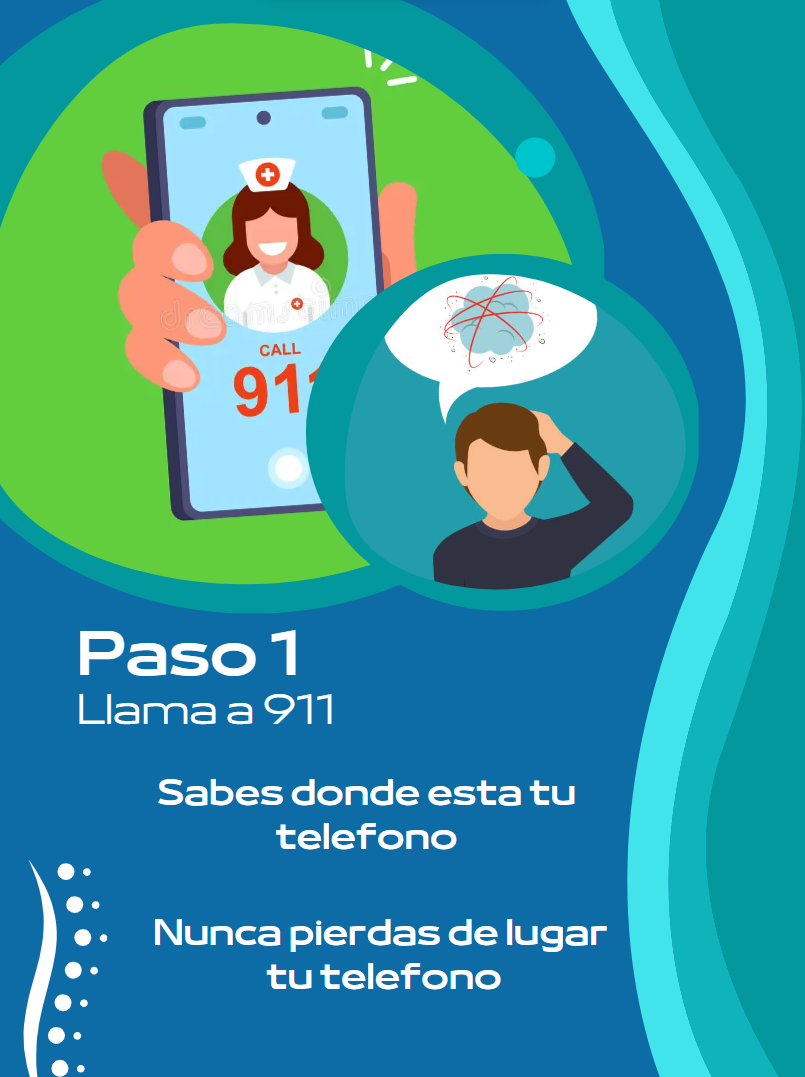 CALL
911
Paso 1
Llama a 911
Sabes donde esta tu
telefono
Nunca pierdas de lugar
tu telefono